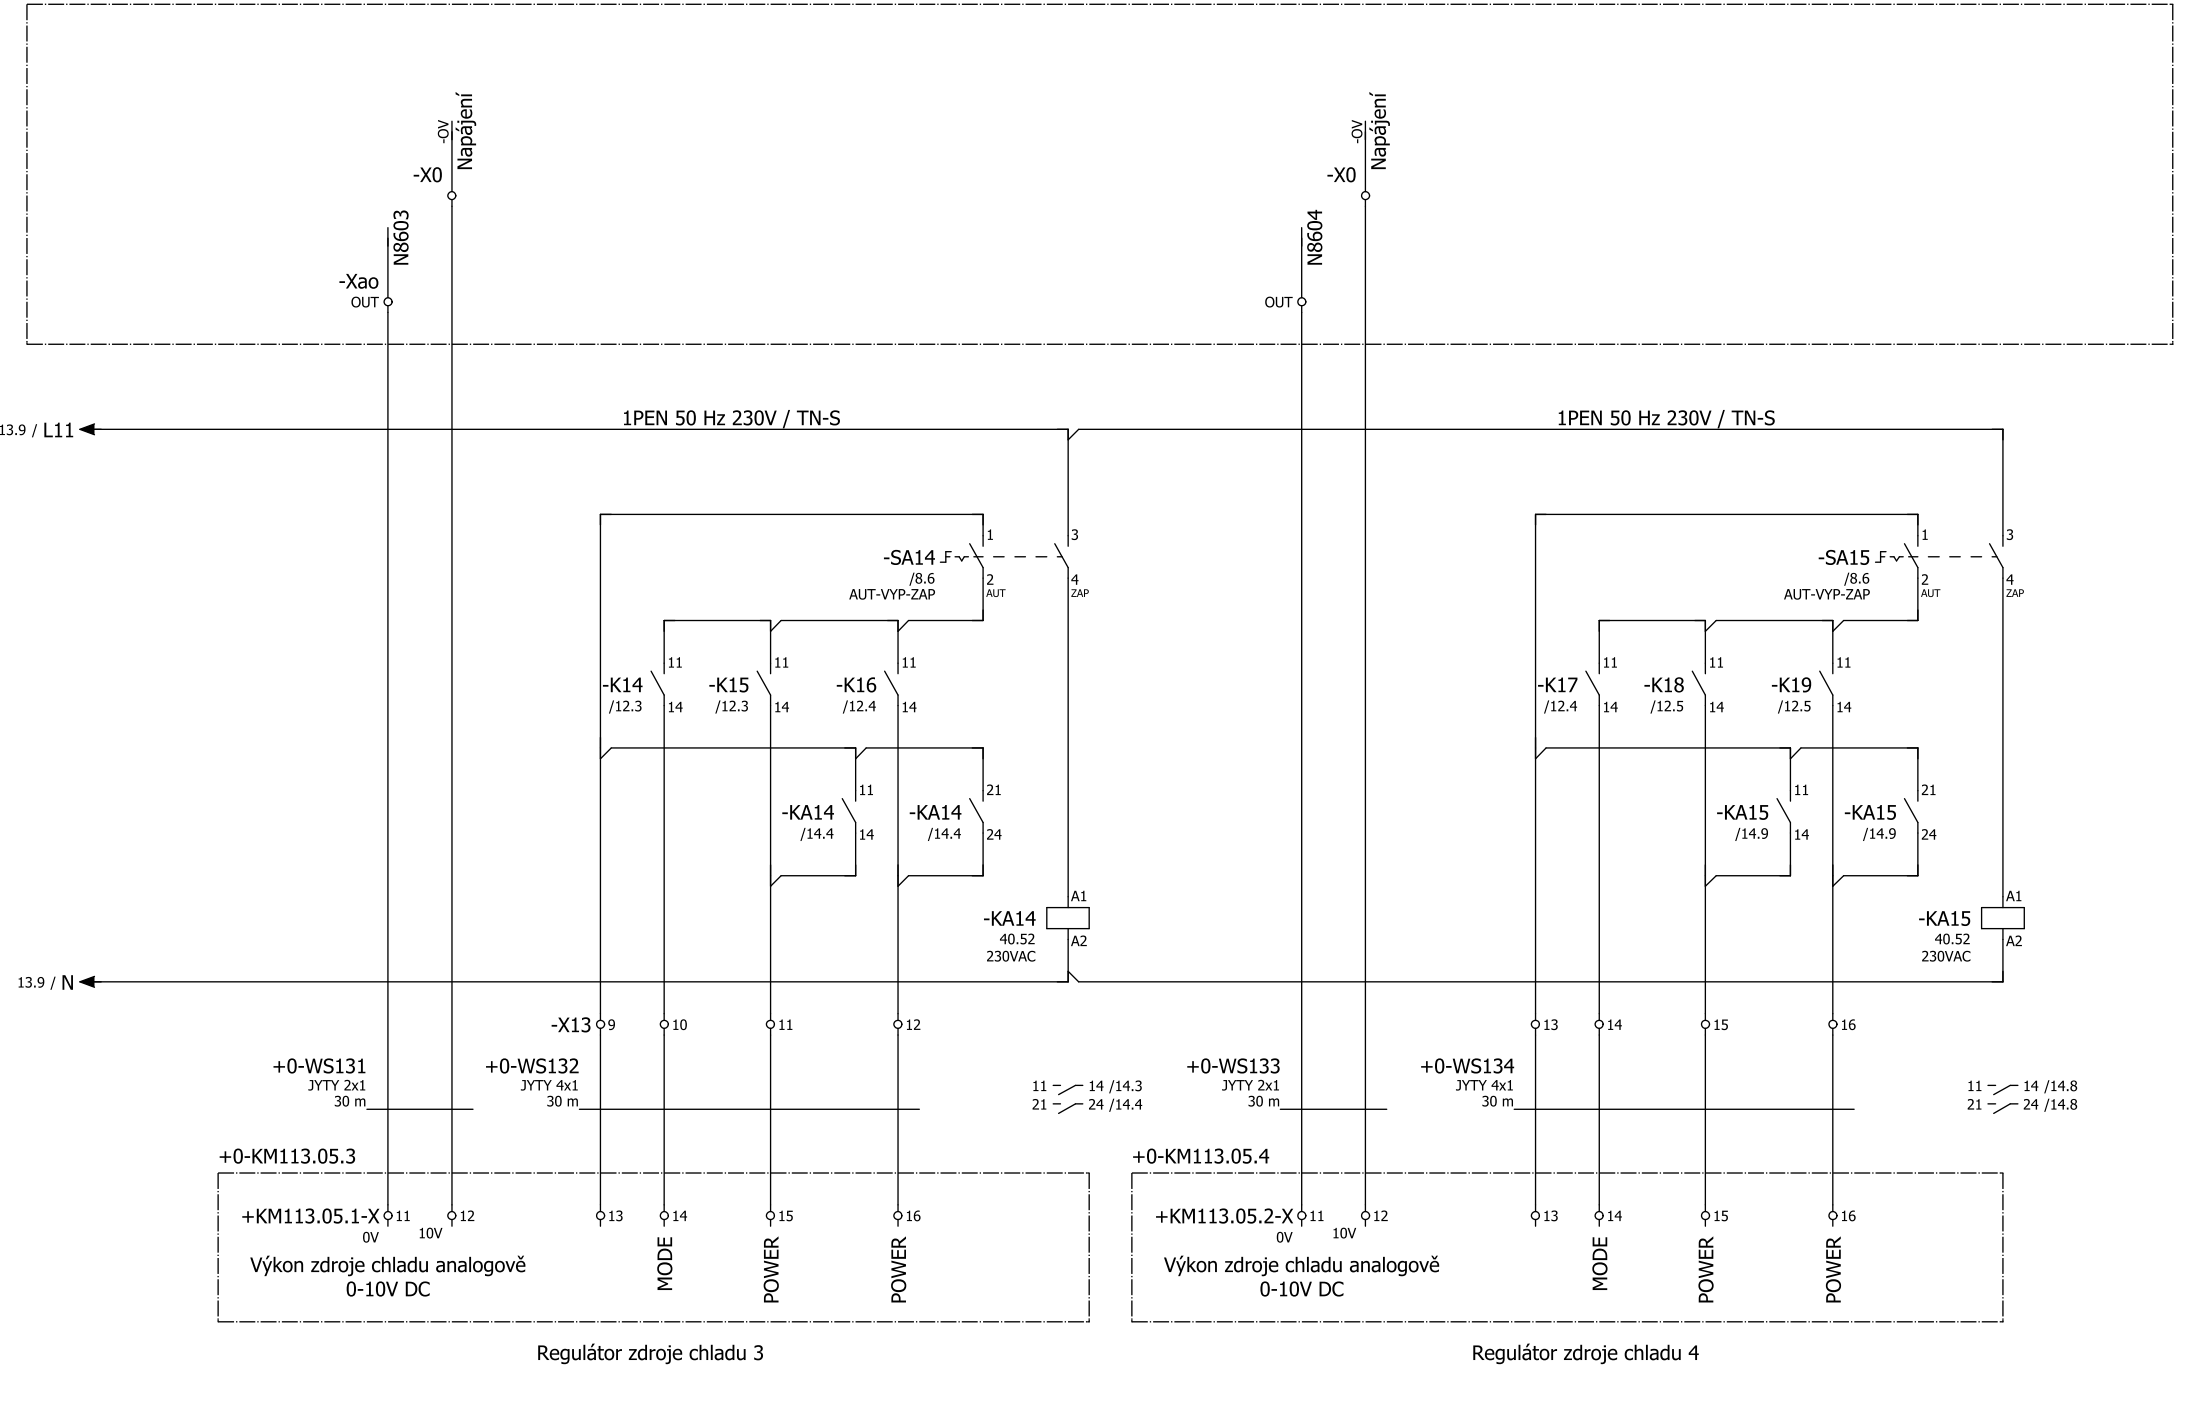 -OV
Napájení
-X0
N8603
-Xao
OUT
-OV
Napájení
-X0
N8604
OUT
13.9 / L11
1PEN 50 Hz 230V / TN-S
1PEN 50 Hz 230V / TN-S
-SA14
/8.6
AUT-VYP-ZAP
1
2
AUT
3
4
ZAP
-K14
/12.3
11
14
-K15
/12.3
11
14
-K16
/12.4
11
14
-KA14
/14.4
11
14
-KA14
/14.4
21
24
-KA14
40.52
230VAC
A1
A2
-SA15
/8.6
AUT-VYP-ZAP
1
2
AUT
3
4
ZAP
-K17
/12.4
11
14
-K18
/12.5
11
14
-K19
/12.5
11
14
-KA15
/14.9
11
14
-KA15
/14.9
21
24
-KA15
40.52
230VAC
A1
A2
13.9 / N
-X13 9 10 11 12
13 14 15 16
+0-WS131
JYTY 2x1
30 m
+0-WS132
JYTY 4x1
30 m
11 14 /14.3
21 24 /14.4
+0-WS133
JYTY 2x1
30 m
+0-WS134
JYTY 4x1
30 m
11 14 /14.8
21 24 /14.8
+0-KM113.05.3
+KM113.05.1-X 11 12 13 14 15 16
0V
10V
MODE
POWER
POWER
Výkon zdroje chladu analogově
0-10V DC
Regulátor zdroje chladu 3
+0-KM113.05.4
+KM113.05.2-X 11 12 13 14 15 16
0V
10V
MODE
POWER
POWER
Výkon zdroje chladu analogově
0-10V DC
Regulátor zdroje chladu 4